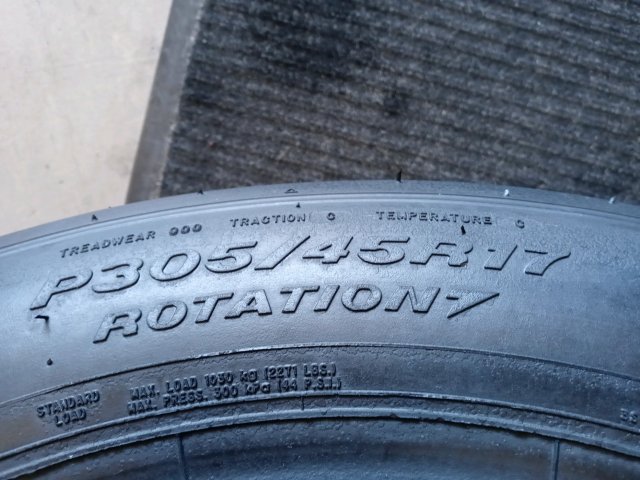 TREADWEAR 000 TRACTION C TEMPERATURE C
P305/45R17
ROTATION
STANDARD LOAD
MAX. LOAD 1030 kg (2271 LBS.)
MAX. PRESS. 300 kPa (44 P.S.I.)